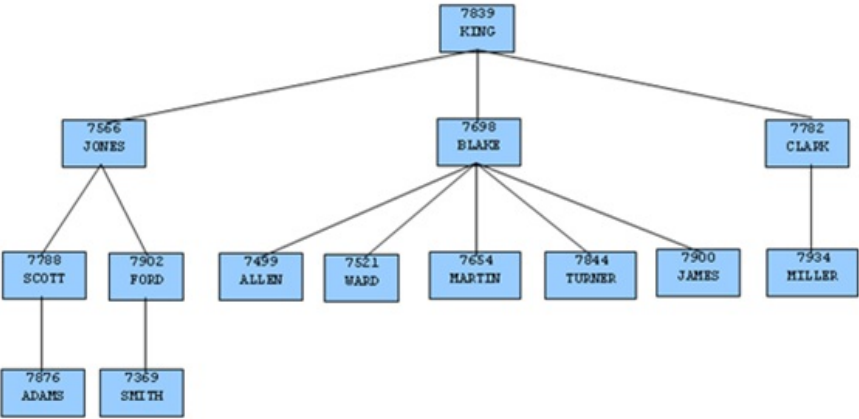 7839
KING
7566
JONES
7698
BLAKE
7782
CLARK
7788
SCOTT
7902
FORD
7499
ALLEN
7521
WARD
7654
MARTIN
7844
TURNER
7900
JAMES
7934
MILLER
7876
ADAMS
7369
SMITH